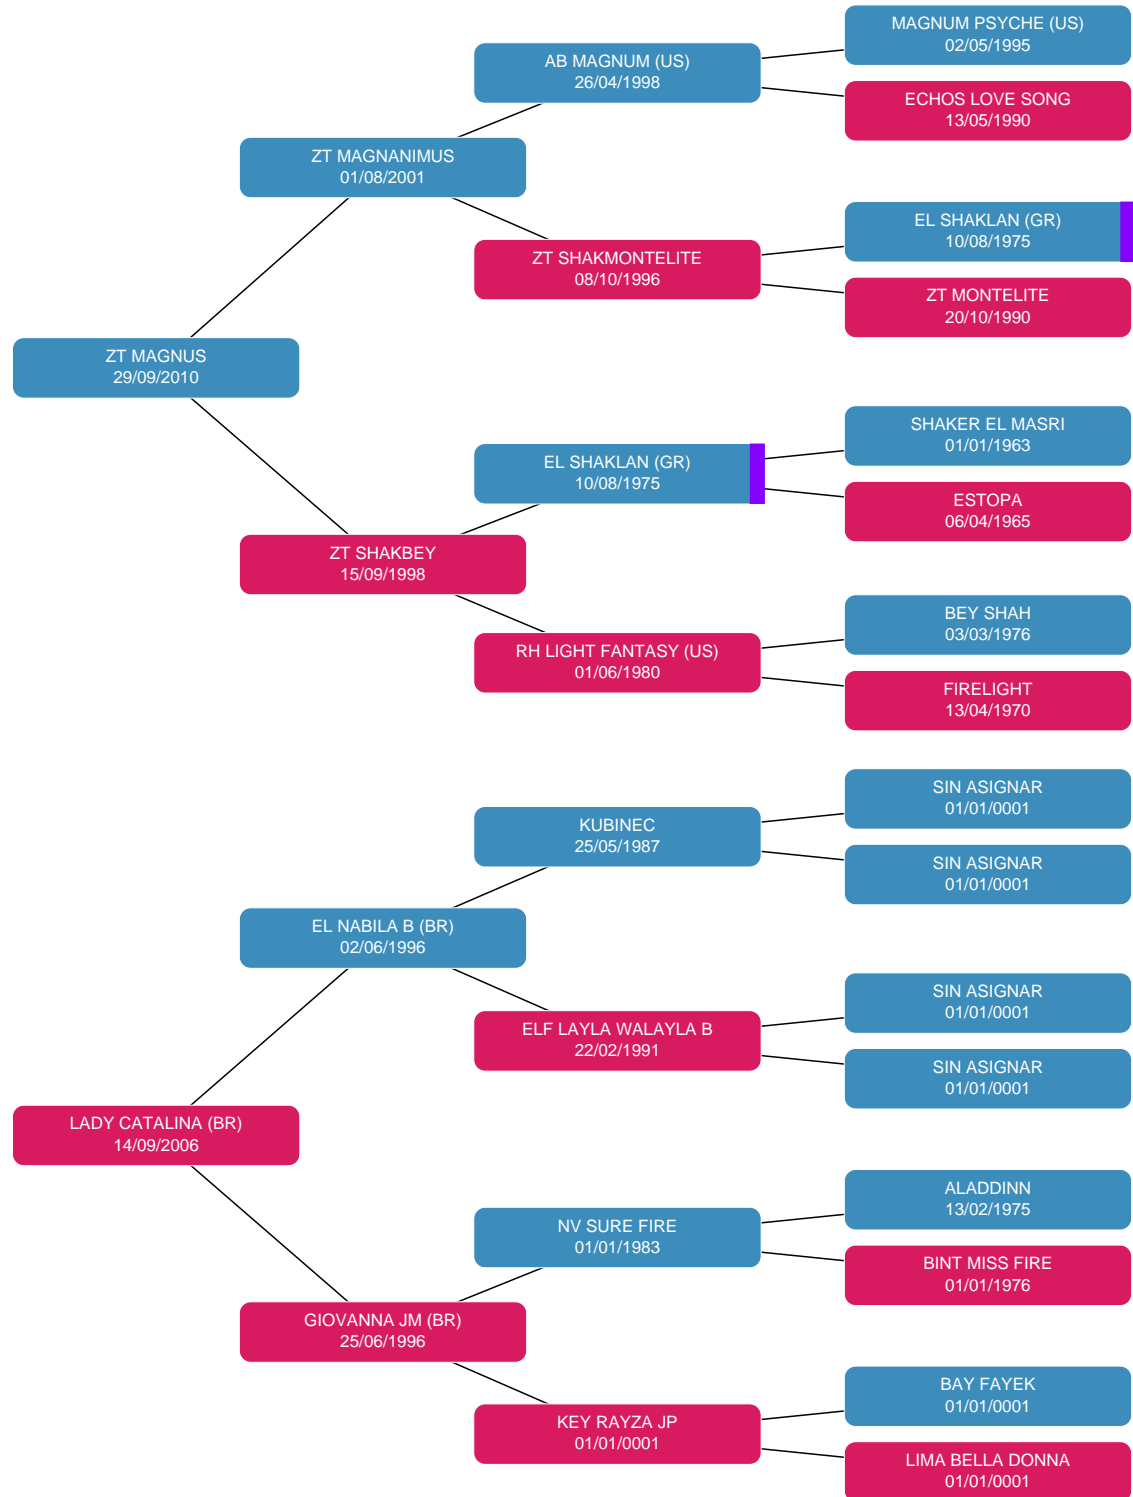 MAGNUM PSYCHE (US)
02/05/1995
AB MAGNUM (US)
26/04/1998
ECHOS LOVE SONG
13/05/1990
ZT MAGNANIMUS
01/08/2001
EL SHAKLAN (GR)
10/08/1975
ZT SHAKMONTELITE
08/10/1996
ZT MONTELITE
20/10/1990
ZT MAGNUS
29/09/2010
SHAKER EL MASRI
01/01/1963
EL SHAKLAN (GR)
10/08/1975
ESTOPA
06/04/1965
ZT SHAKBEY
15/09/1998
BEY SHAH
03/03/1976
RH LIGHT FANTASY (US)
01/06/1980
FIRELIGHT
13/04/1970
SIN ASIGNAR
01/01/0001
KUBINEC
25/05/1987
SIN ASIGNAR
01/01/0001
EL NABILA B (BR)
02/06/1996
SIN ASIGNAR
01/01/0001
ELF LAYLA WALAYLA B
22/02/1991
SIN ASIGNAR
01/01/0001
LADY CATALINA (BR)
14/09/2006
ALADDINN
13/02/1975
NV SURE FIRE
01/01/1983
BINT MISS FIRE
01/01/1976
GIOVANNA JM (BR)
25/06/1996
BAY FAYEK
01/01/0001
KEY RAYZA JP
01/01/0001
LIMA BELLA DONNA
01/01/0001